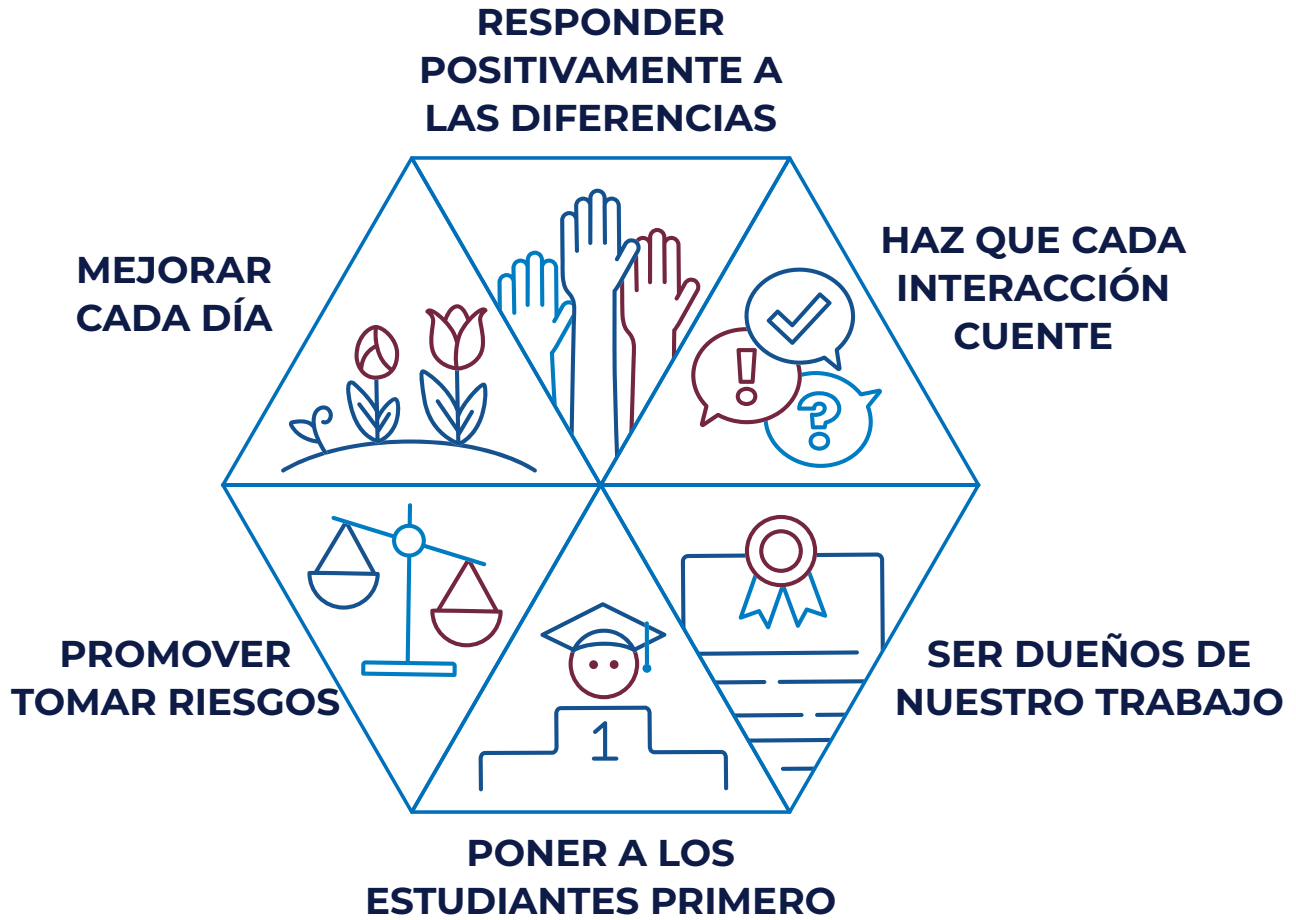 RESPONDER
POSITIVAMENTE A
LAS DIFERENCIAS
HAZ QUE CADA
INTERACCIÓN
CUENTE
MEJORAR
CADA DÍA
!
?
PROMOVER
TOMAR RIESGOS
SER DUEÑOS DE
NUESTRO TRABAJO
1
PONER A LOS
ESTUDIANTES PRIMERO